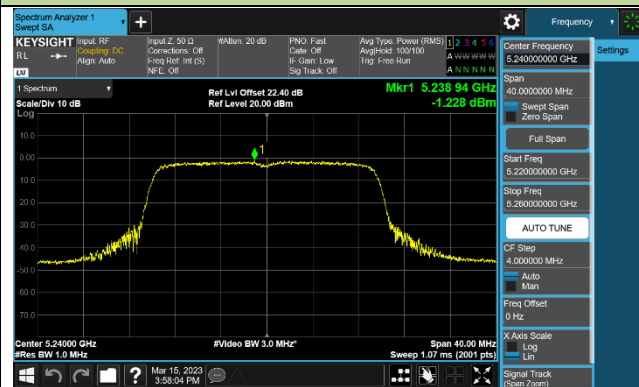 Spectrum Analyzer 1
Swept SA
Frequency
KEYSIGHT
RL
LXI
Input: RF
Coupling: DC
Align: Auto
Input Z: 50 Ω
Corrections: Off
Freq Ref: Int (S)
NFE: Off
#Atten: 20 dB
PNO: Fast
Gate: Off
IF Gain: Low
Sig Track: Off
Avg Type: Power (RMS)
Avg|Hold: 100/100
Trig: Free Run
1 2 3 4 5 6
A W W W W W
A N N N N N
Center Frequency
5.240000000 GHz
Settings
Span
40.0000000 MHz
Swept Span
Zero Span
Full Span
Start Freq
5.220000000 GHz
Stop Freq
5.260000000 GHz
AUTO TUNE
CF Step
4.000000 MHz
Auto
Man
Freq Offset
0 Hz
X Axis Scale
Log
Lin
Signal Track
(Span Zoom)
1 Spectrum
Scale/Div 10 dB
Log
Ref Lvl Offset 22.40 dB
Ref Level 20.00 dBm
Mkr1 5.238 94 GHz
-1.228 dBm
1
10.0
0.00
-10.0
-20.0
-30.0
-40.0
-50.0
-60.0
-70.0
Center 5.24000 GHz
#Res BW 1.0 MHz
#Video BW 3.0 MHz*
Span 40.00 MHz
Sweep 1.07 ms (2001 pts)
?
Mar 15, 2023
3:58:04 PM